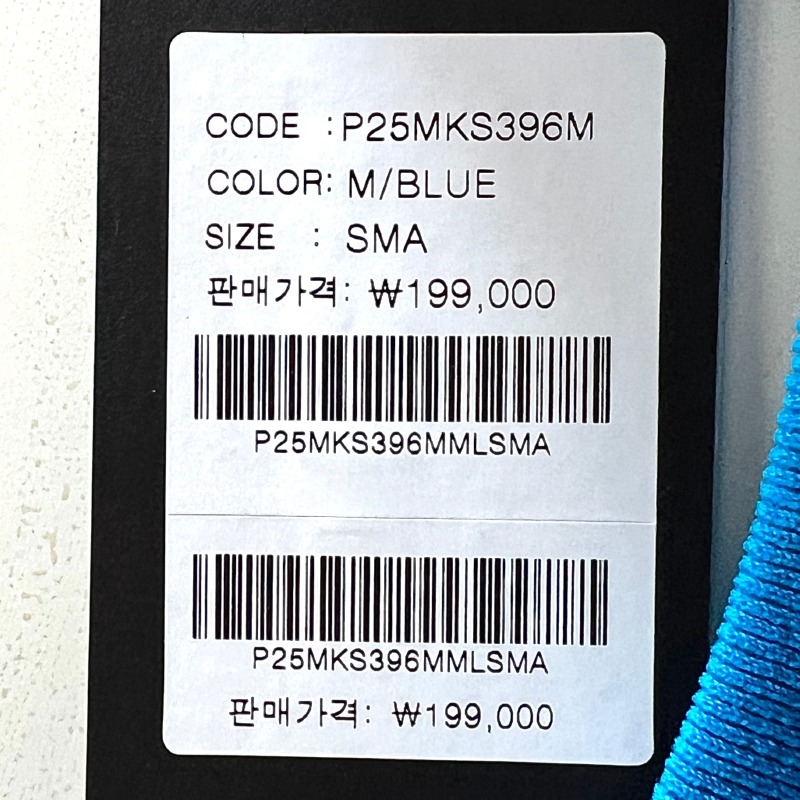 CODE :P25MKS396M
COLOR: M/BLUE
SIZE : SMA
판매가격: ₩199,000
P25MKS396MMLSMA
P25MKS396MMLSMA
판매가격: ₩199,000